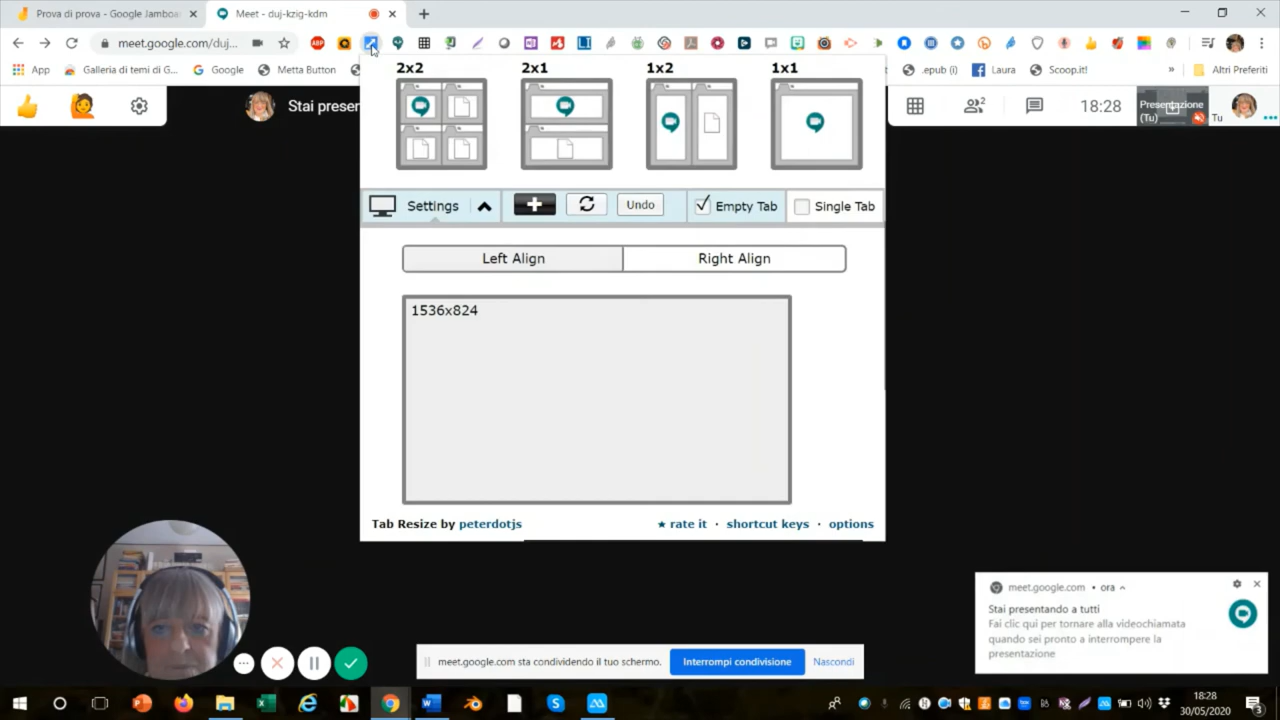 Prova di prova - Google Jamboa
Meet - duj-kzig-kdm
meet.google.com/duj...
App
Galleria di temi di G...
Google
Metta Button
.epub (i)
Laura
Scoop.it!
»
Altri Preferiti
Stai preser
18:28
Presentazione
(Tu)
Tu
2x2
2x1
1x2
1x1
Settings
Undo
Empty Tab
Single Tab
Left Align
Right Align
1536x824
Tab Resize by peterdotjs
★ rate it · shortcut keys · options
meet.google.com • ora
Stai presentando a tutti
Fai clic qui per tornare alla videochiamata
quando sei pronto a interrompere la
presentazione
meet.google.com sta condividendo il tuo schermo.
Interrompi condivisione
Nascondi
18:28
30/05/2020